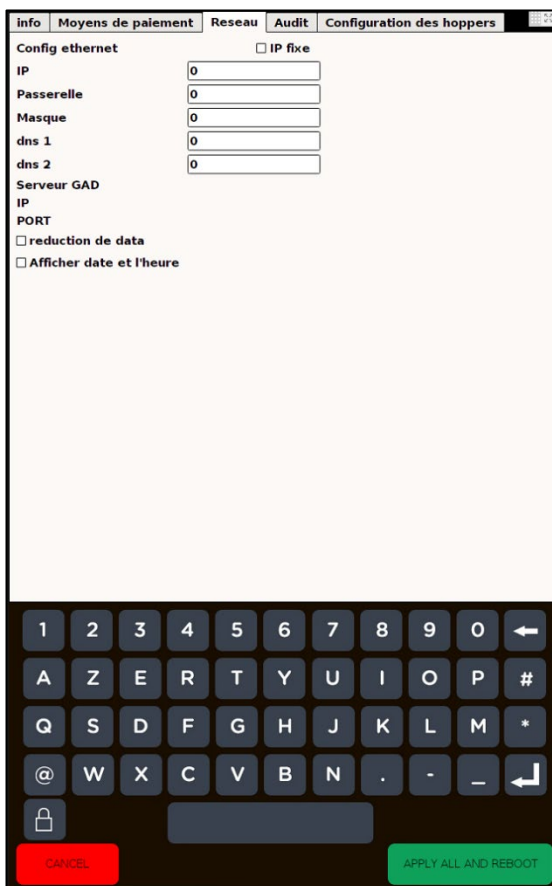 info Moyens de paiement Reseau Audit Configuration des hoppers
Config ethernet IP fixe
IP 0
Passerelle 0
Masque 0
dns 1 0
dns 2 0
Serveur GAD
IP
PORT
reduction de data
Afficher date et l'heure
1 2 3 4 5 6 7 8 9 0
A Z E R T Y U I O P #
Q S D F G H J K L M *
@ W X C V B N . - _
CANCEL APPLY ALL AND REBOOT